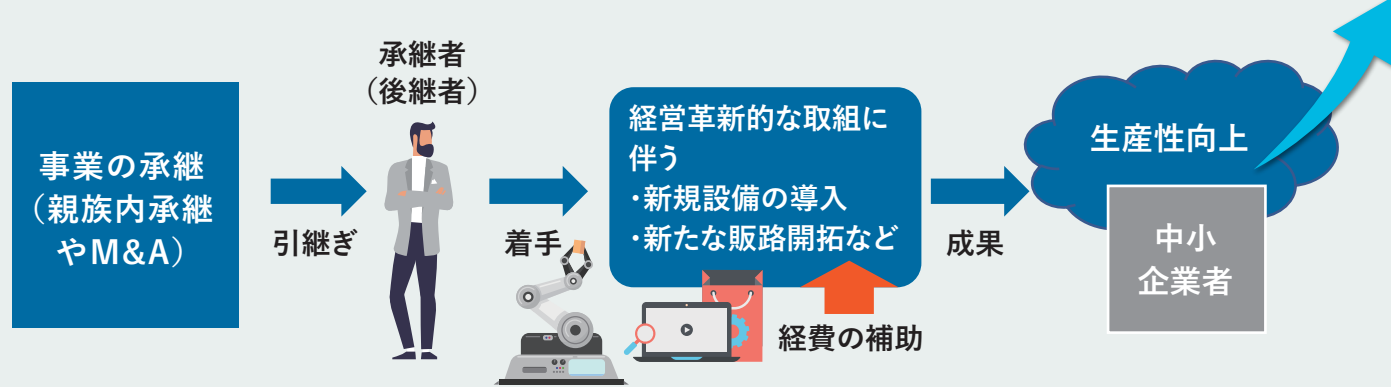 事業の承継
（親族内承継
やM&A）
引継ぎ
承継者
（後継者）
着手
経営革新的な取組に
伴う
・新規設備の導入
・新たな販路開拓など
経費の補助
成果
生産性向上
中小
企業者